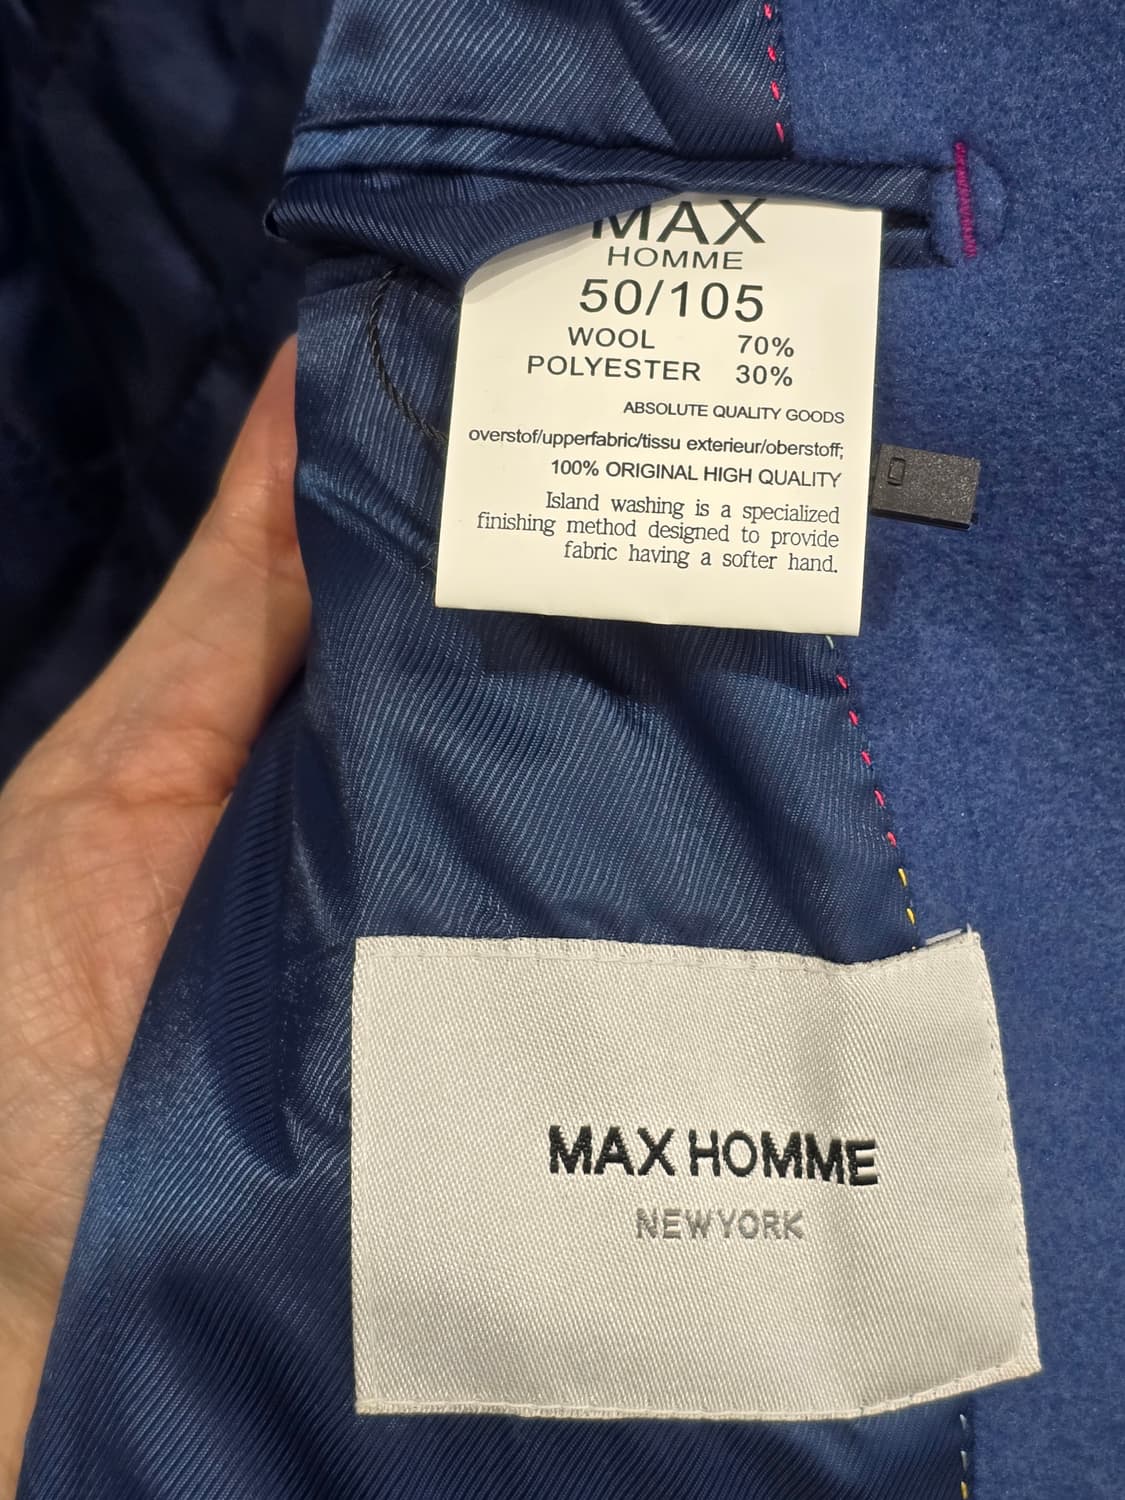 MAX
HOMME
50/105
WOOL 70%
POLYESTER 30%
ABSOLUTE QUALITY GOODS
overstof/upperfabric/tissu exterieur/oberstoff;
100% ORIGINAL HIGH QUALITY
Island washing is a specialized
finishing method designed to provide
fabric having a softer hand.
MAX HOMME
NEWYORK